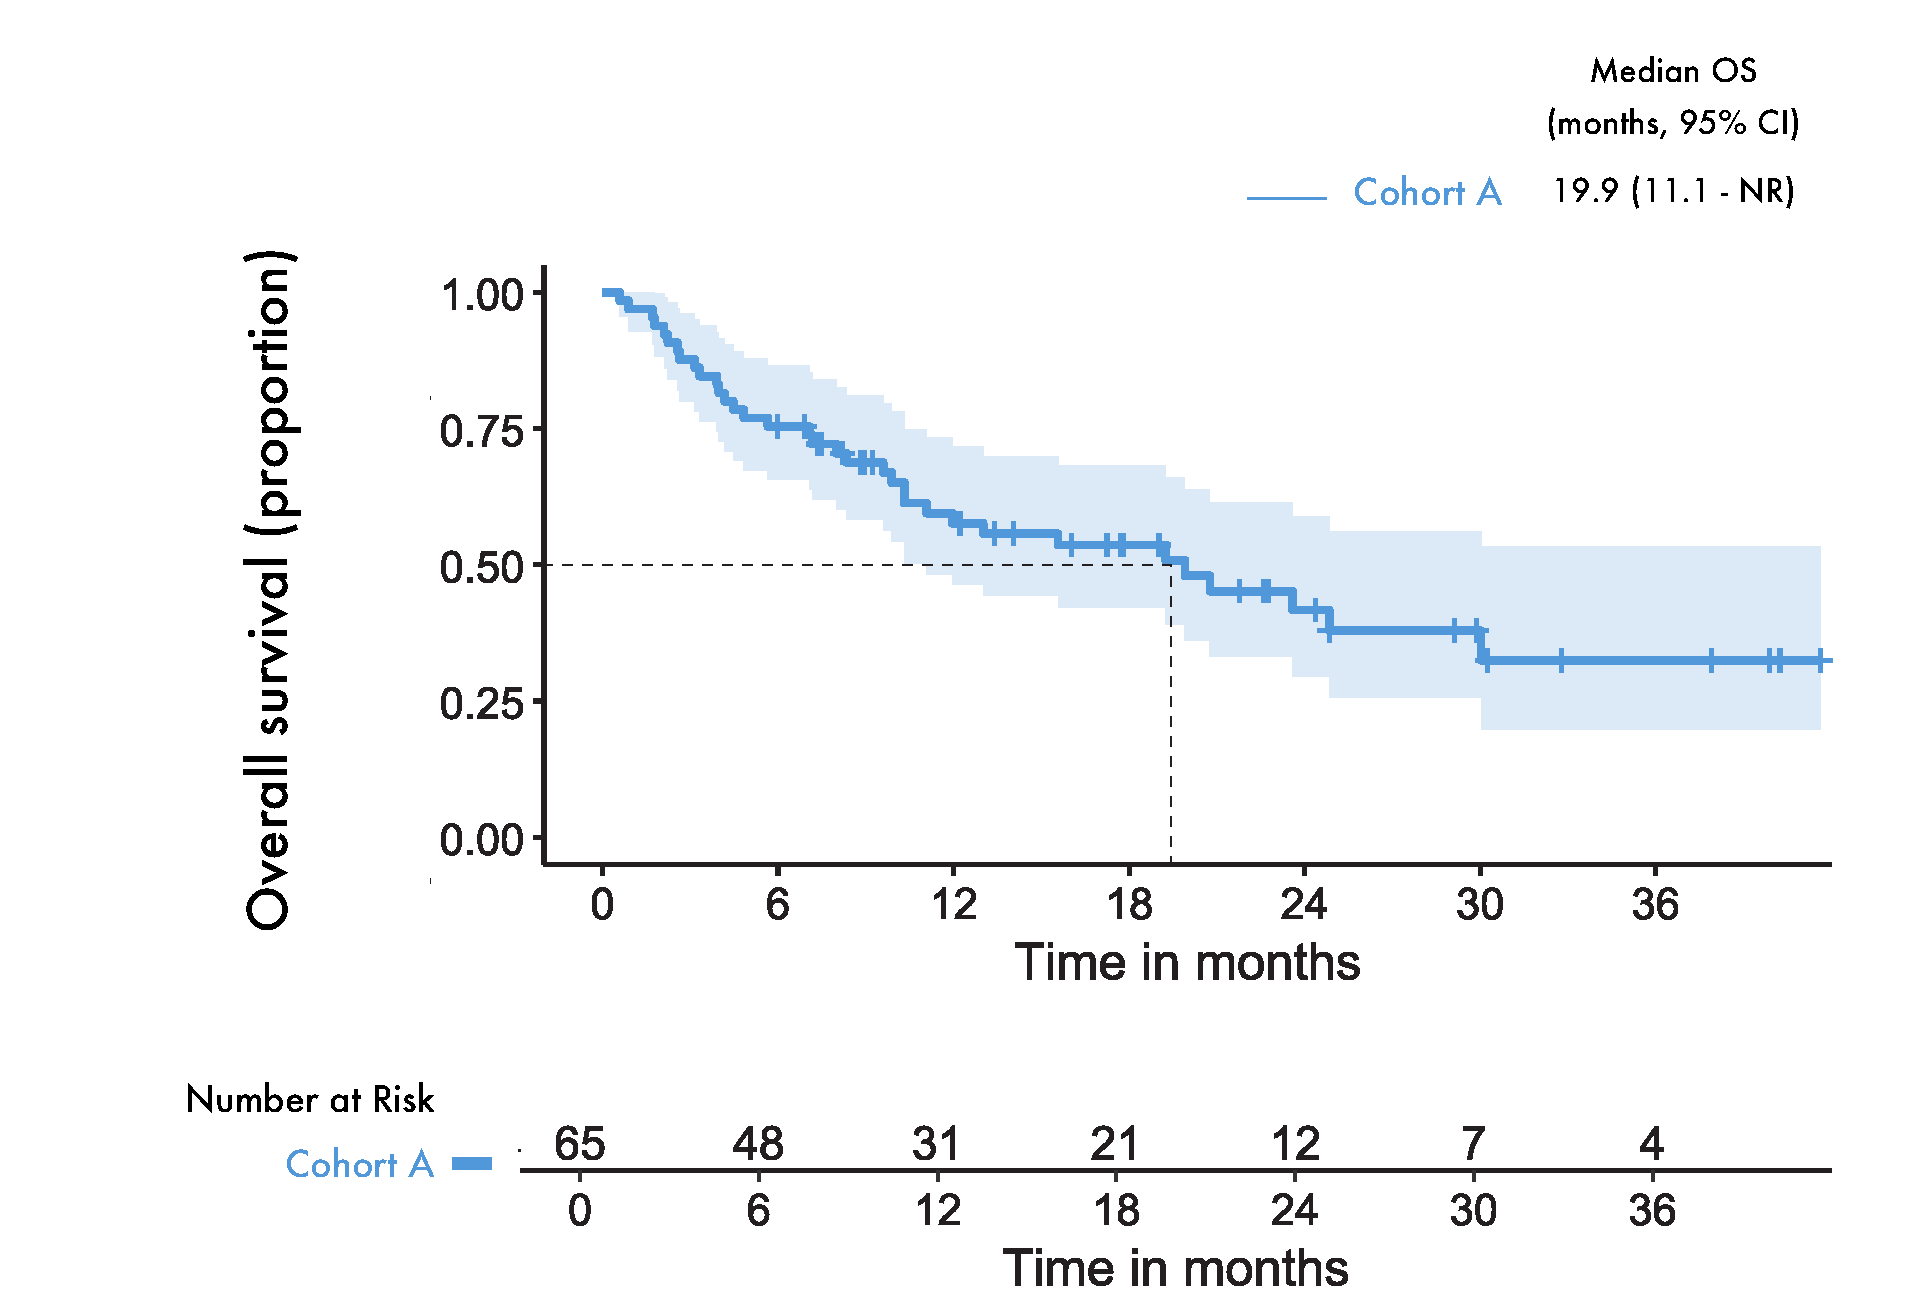 Median OS
(months, 95% CI)
Cohort A 19.9 (11.1 - NR)
Overall survival (proportion)
1.00
0.75
0.50
0.25
0.00
0 6 12 18 24 30 36
Time in months
Number at Risk
Cohort A 65 48 31 21 12 7 4
0 6 12 18 24 30 36
Time in months